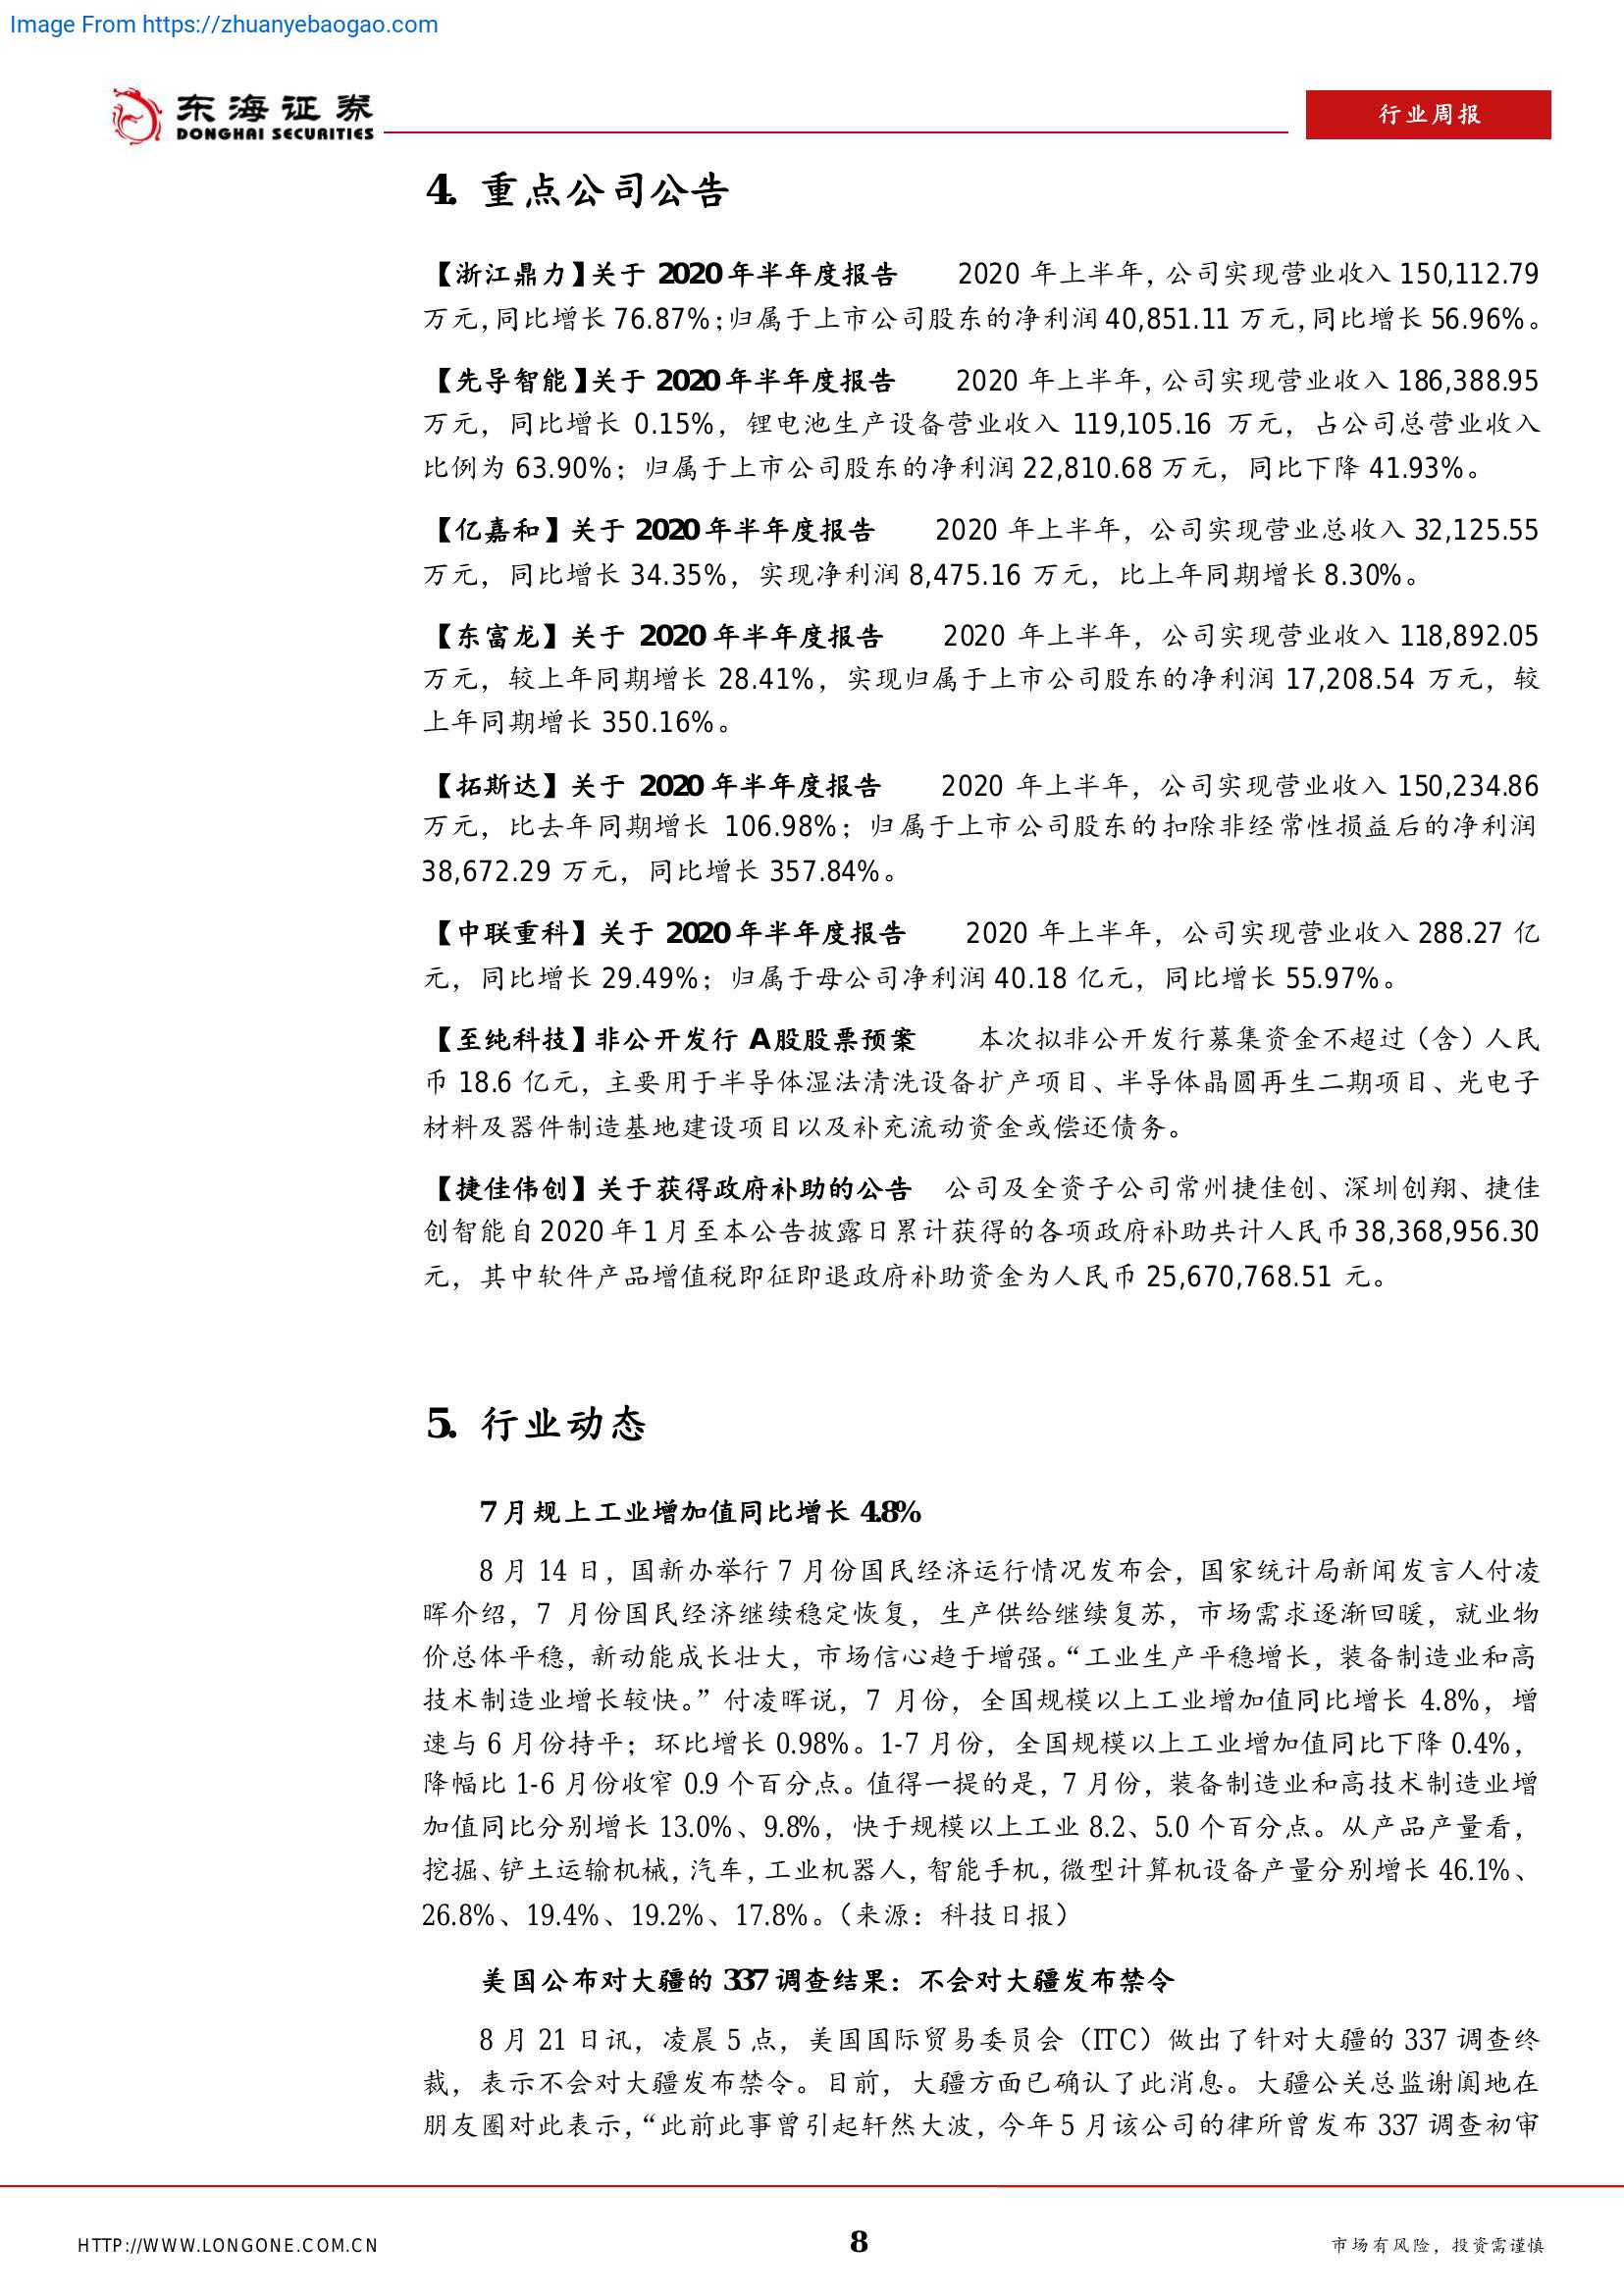 Image From https://zhuanyebaogao.com
东海证券
DONGHAI SECURITIES
行业周报
4. 重点公司公告
【浙江鼎力】关于 2020 年半年度报告 2020 年上半年，公司实现营业收入 150,112.79
万元，同比增长 76.87%；归属于上市公司股东的净利润 40,851.11 万元，同比增长 56.96%。
【先导智能】关于 2020 年半年度报告 2020 年上半年，公司实现营业收入 186,388.95
万元，同比增长 0.15%，锂电池生产设备营业收入 119,105.16 万元，占公司总营业收入
比例为 63.90%；归属于上市公司股东的净利润 22,810.68 万元，同比下降 41.93%。
【亿嘉和】关于 2020 年半年度报告 2020 年上半年，公司实现营业总收入 32,125.55
万元，同比增长 34.35%，实现净利润 8,475.16 万元，比上年同期增长 8.30%。
【东富龙】关于 2020 年半年度报告 2020 年上半年，公司实现营业收入 118,892.05
万元，较上年同期增长 28.41%，实现归属于上市公司股东的净利润 17,208.54 万元，较
上年同期增长 350.16%。
【拓斯达】关于 2020 年半年度报告 2020 年上半年，公司实现营业收入 150,234.86
万元，比去年同期增长 106.98%；归属于上市公司股东的扣除非经常性损益后的净利润
38,672.29 万元，同比增长 357.84%。
【中联重科】关于 2020 年半年度报告 2020 年上半年，公司实现营业收入 288.27 亿
元，同比增长 29.49%；归属于母公司净利润 40.18 亿元，同比增长 55.97%。
【至纯科技】非公开发行 A 股股票预案 本次拟非公开发行募集资金不超过（含）人民
币 18.6 亿元，主要用于半导体湿法清洗设备扩产项目、半导体晶圆再生二期项目、光电子
材料及器件制造基地建设项目以及补充流动资金或偿还债务。
【捷佳伟创】关于获得政府补助的公告 公司及全资子公司常州捷佳创、深圳创翔、捷佳
创智能自 2020 年 1 月至本公告披露日累计获得的各项政府补助共计人民币 38,368,956.30
元，其中软件产品增值税即征即退政府补助资金为人民币 25,670,768.51 元。
5. 行业动态
7 月规上工业增加值同比增长 4.8%
8 月 14 日，国新办举行 7 月份国民经济运行情况发布会，国家统计局新闻发言人付凌
晖介绍，7 月份国民经济继续稳定恢复，生产供给继续复苏，市场需求逐渐回暖，就业物
价总体平稳，新动能成长壮大，市场信心趋于增强。“工业生产平稳增长，装备制造业和高
技术制造业增长较快。”付凌晖说，7 月份，全国规模以上工业增加值同比增长 4.8%，增
速与 6 月份持平；环比增长 0.98%。1-7 月份，全国规模以上工业增加值同比下降 0.4%，
降幅比 1-6 月份收窄 0.9 个百分点。值得一提的是，7 月份，装备制造业和高技术制造业增
加值同比分别增长 13.0%、9.8%，快于规模以上工业 8.2、5.0 个百分点。从产品产量看，
挖掘、铲土运输机械，汽车，工业机器人，智能手机，微型计算机设备产量分别增长 46.1%、
26.8%、19.4%、19.2%、17.8%。（来源：科技日报）
美国公布对大疆的 337 调查结果：不会对大疆发布禁令
8 月 21 日讯，凌晨 5 点，美国国际贸易委员会（ITC）做出了针对大疆的 337 调查终
裁，表示不会对大疆发布禁令。目前，大疆方面已确认了此消息。大疆公关总监谢阗地在
朋友圈对此表示，“此前此事曾引起轩然大波，今年 5 月该公司的律所曾发布 337 调查初审
HTTP://WWW.LONGONE.COM.CN
8
市场有风险，投资需谨慎